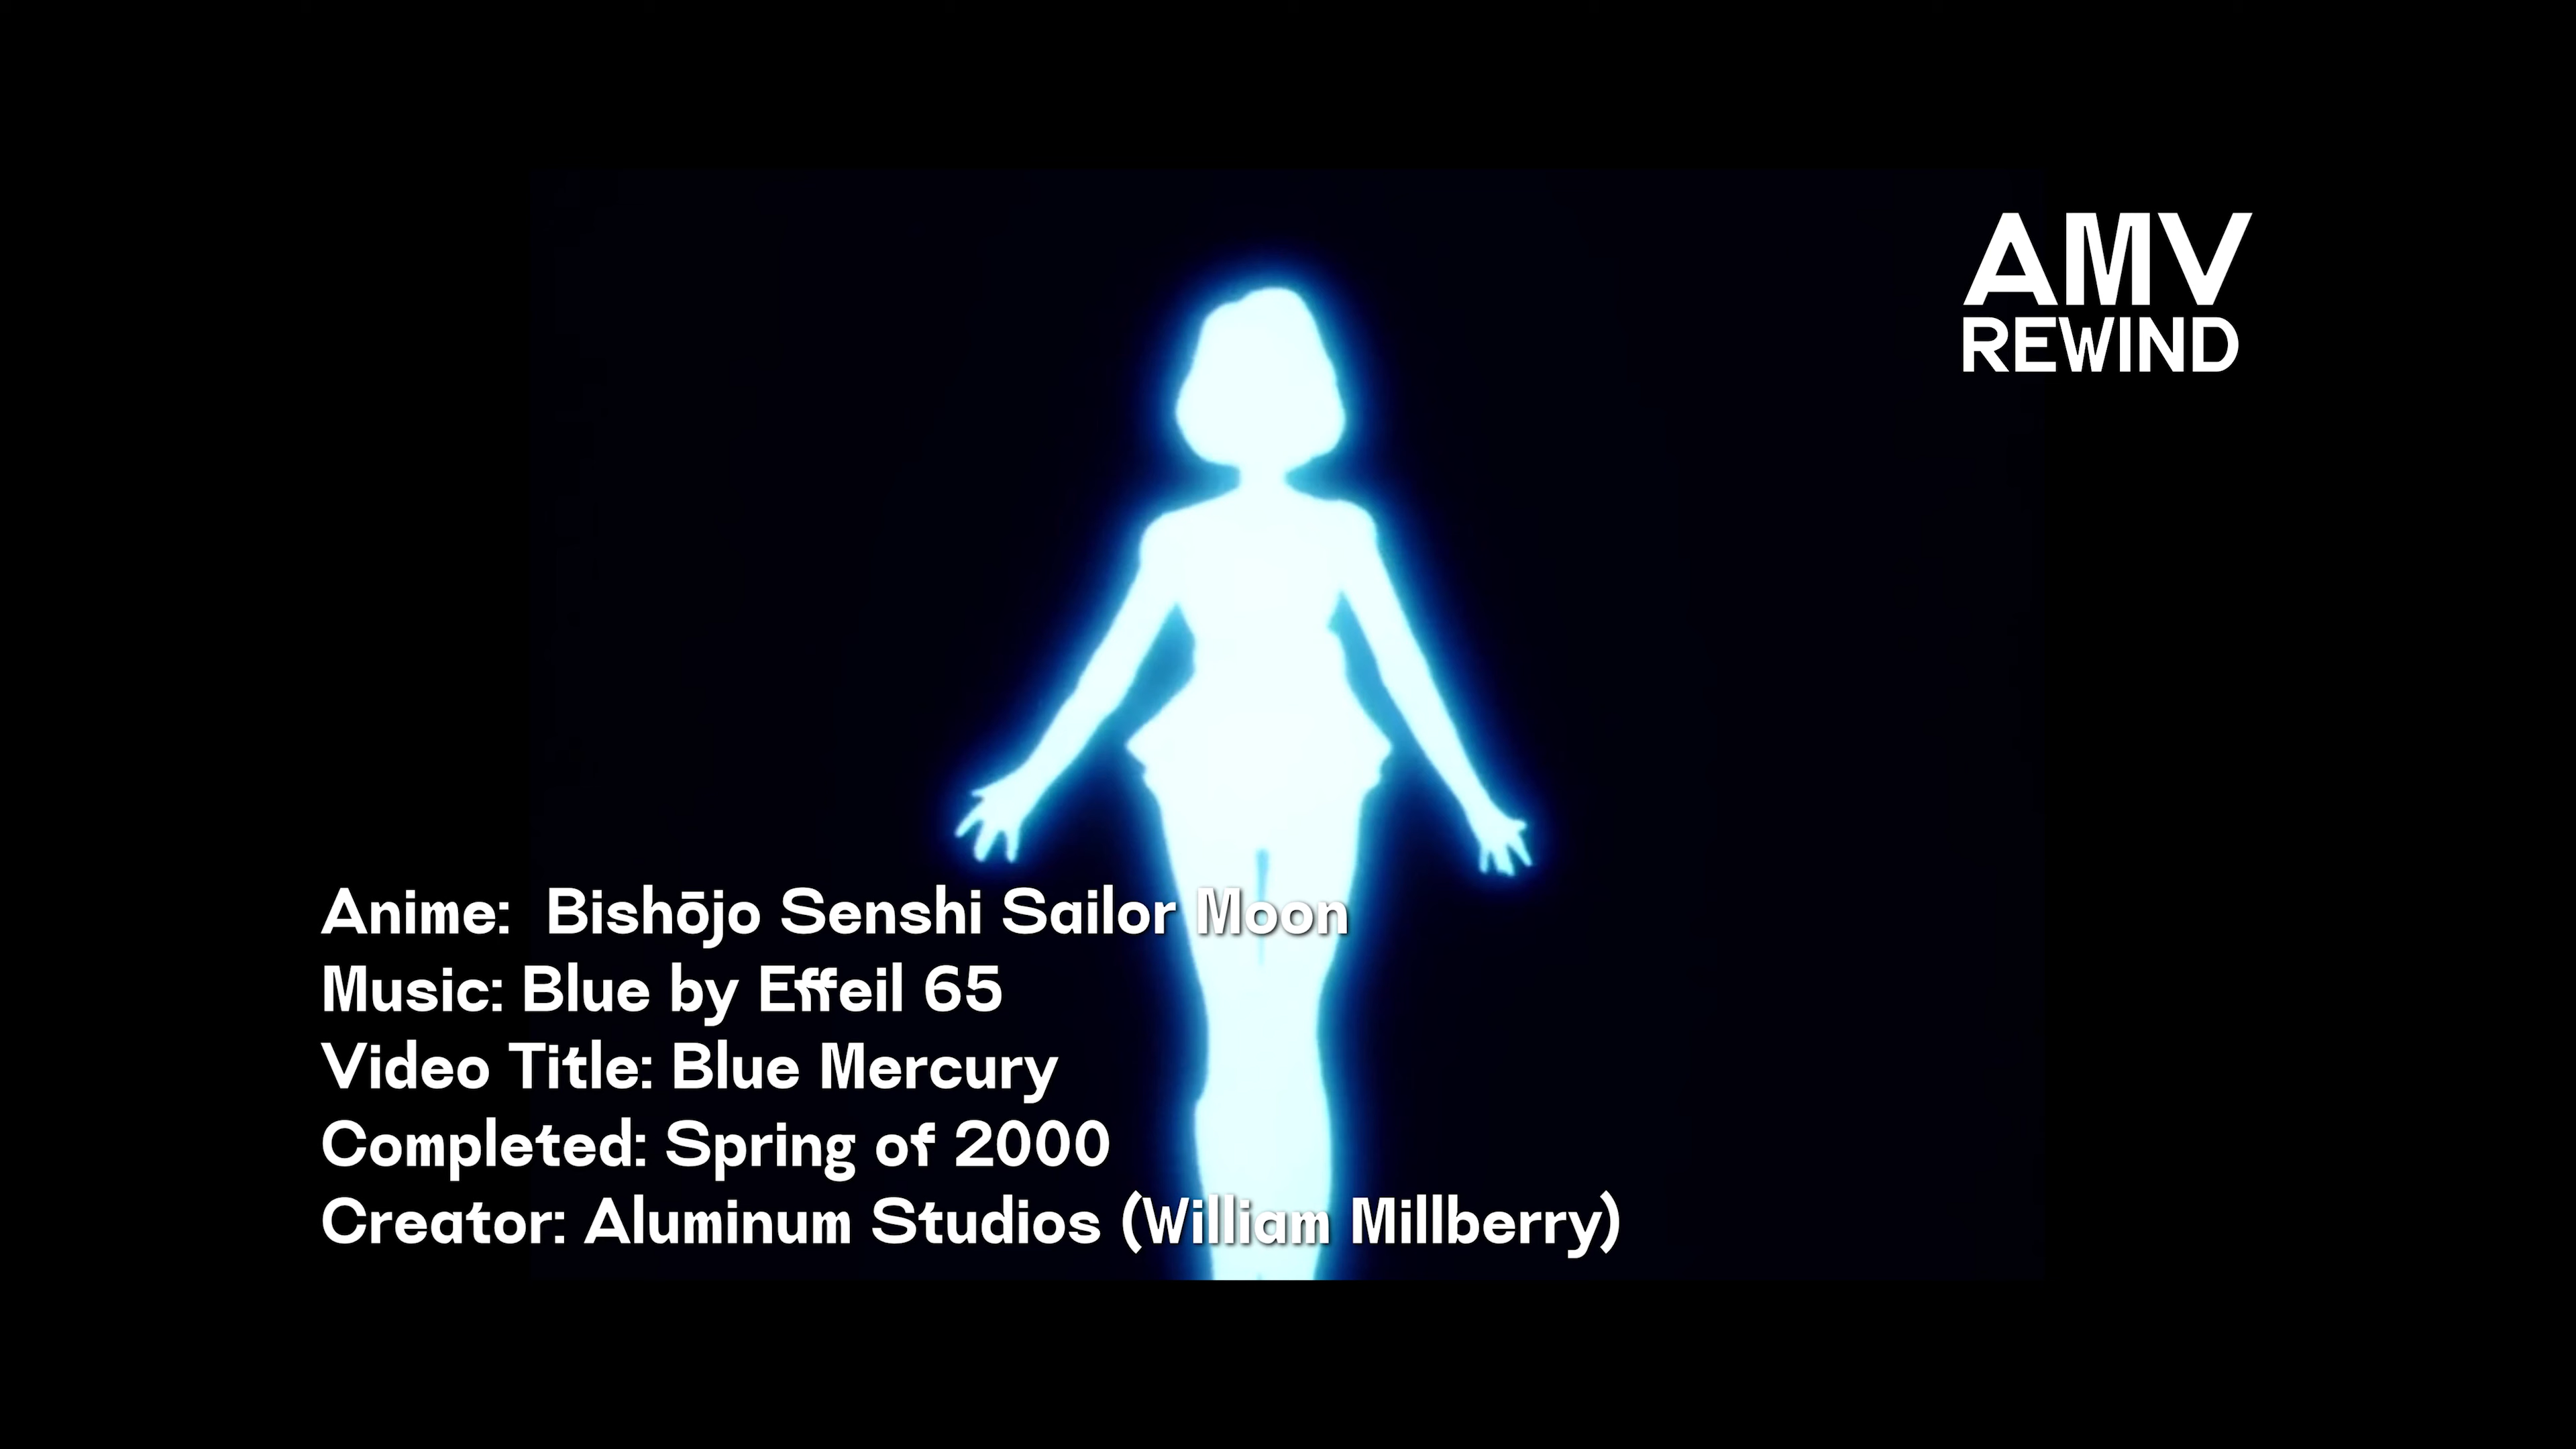 AMV
REWIND
Anime:  Bishōjo Senshi Sailor Moon
Music: Blue by Effeil 65
Video Title: Blue Mercury
Completed: Spring of 2000
Creator: Aluminum Studios (William Millberry)